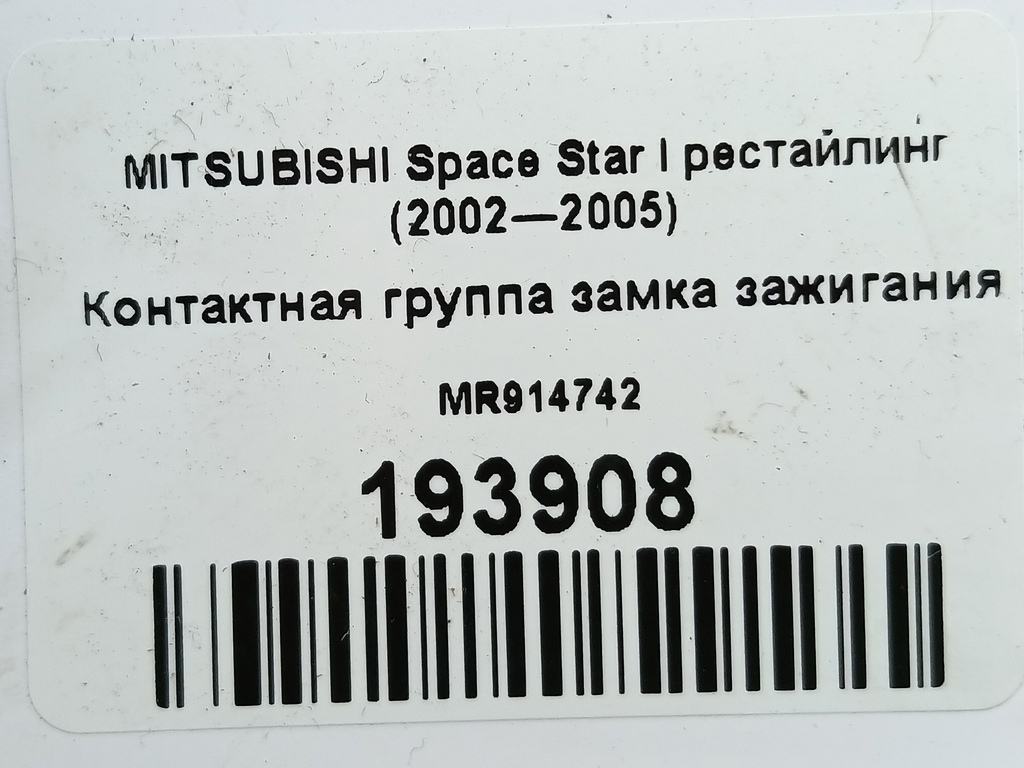 MITSUBISHI Space Star I рестайлинг
(2002—2005)
Контактная группа замка зажигания
MR914742
193908